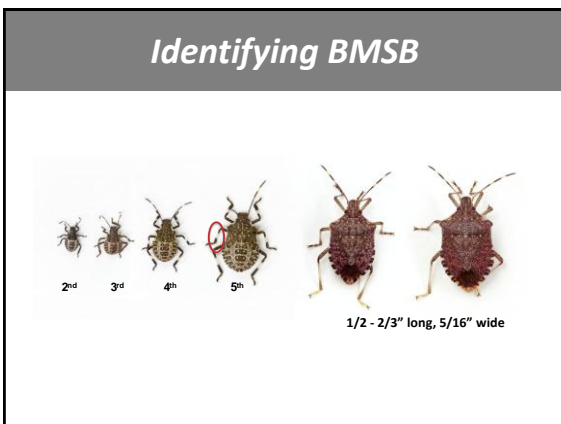 Identifying BMSB
2nd 3rd 4th 5th
1/2 - 2/3” long, 5/16” wide